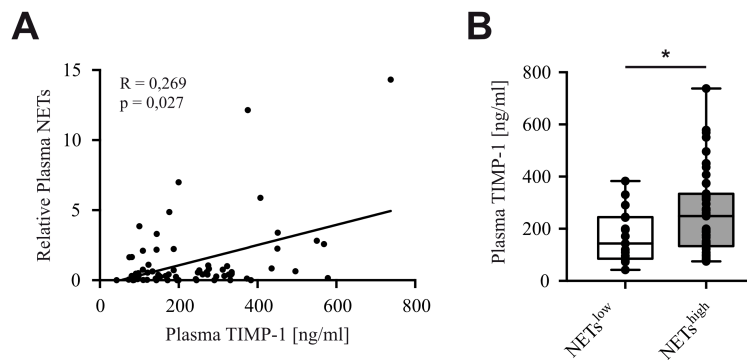 A
R = 0,269
p = 0,027
Relative Plasma NETs
15
10
5
0
0
200
400
600
800
Plasma TIMP-1 [ng/ml]
B
*
Plasma TIMP-1 [ng/ml]
800
600
400
200
0
NETs low
NETs high